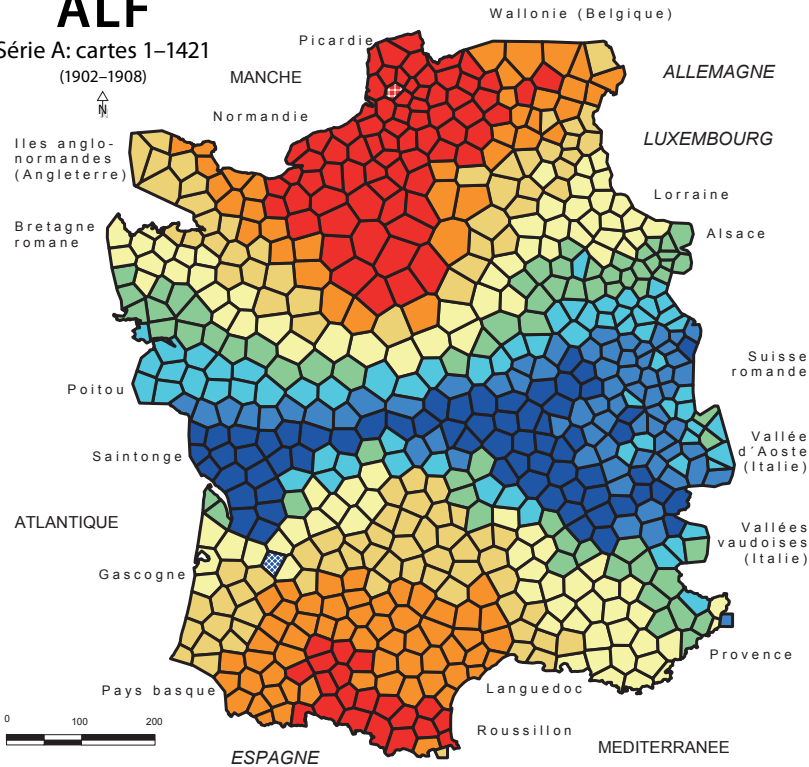 ALF
Série A: cartes 1–1421
(1902–1908)
N
Wallonie (Belgique)
Picardie
MANCHE
ALLEMAGNE
Normandie
Iles anglo-
normandes
(Angleterre)
LUXEMBOURG
Lorraine
Bretagne
romane
Alsace
Suisse
romande
Poitou
Vallée
d´Aoste
(Italie)
Saintonge
ATLANTIQUE
Vallées
vaudoises
(Italie)
Gascogne
Provence
Pays basque
Languedoc
Roussillon
0 100 200
MEDITERRANEE
ESPAGNE